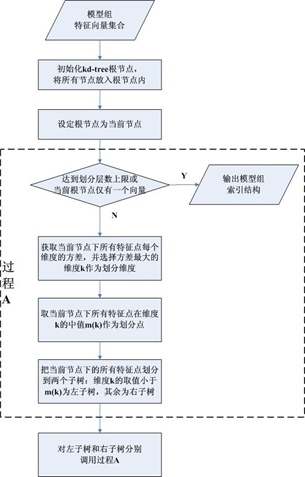 模型组
特征向量集合
初始化kd-tree根节点，
将所有节点放入根节点内
设定根节点为当前节点
达到划分层数上限或
当前根节点仅有一个向量
Y
输出模型组
索引结构
N
过程A
获取当前节点下所有特征点每个
维度的方差，并选择方差最大的
维度k作为划分维度
取当前节点下所有特征点在维度
k的中值m(k)作为划分点
把当前节点下的所有特征点划分
到两个子树：维度k的取值小于
m(k)为左子树，其余为右子树
对左子树和右子树分别
调用过程A